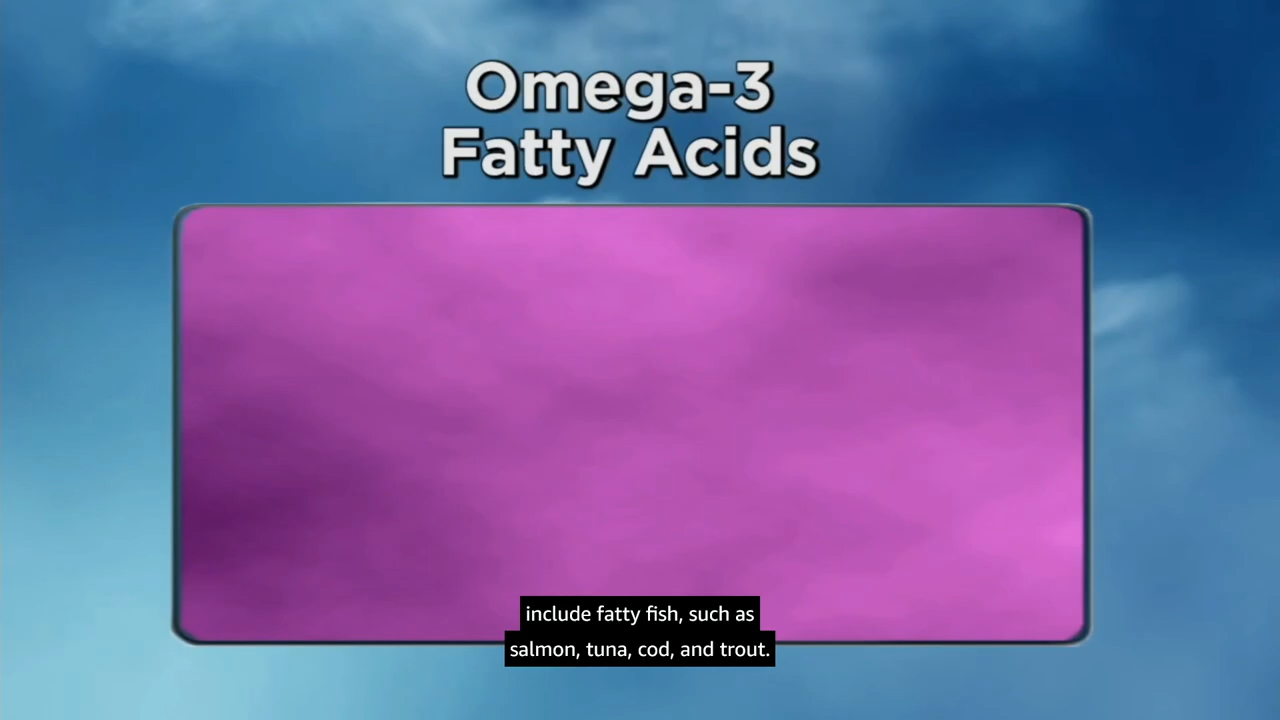 Omega-3
Fatty Acids
include fatty fish, such as
salmon, tuna, cod, and trout.